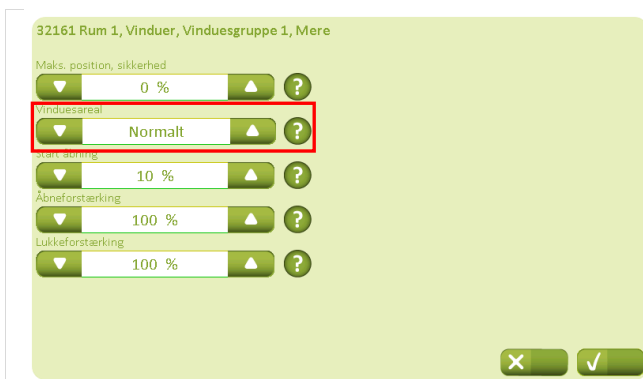 32161 Rum 1, Vinduer, Vinduesgruppe 1, Mere
Maks. position, sikkerhed
0 %
?
Vinduesareal
Normalt
?
Start åbning
10 %
?
Åbneforstærking
100 %
?
Lukkeforstærking
100 %
?